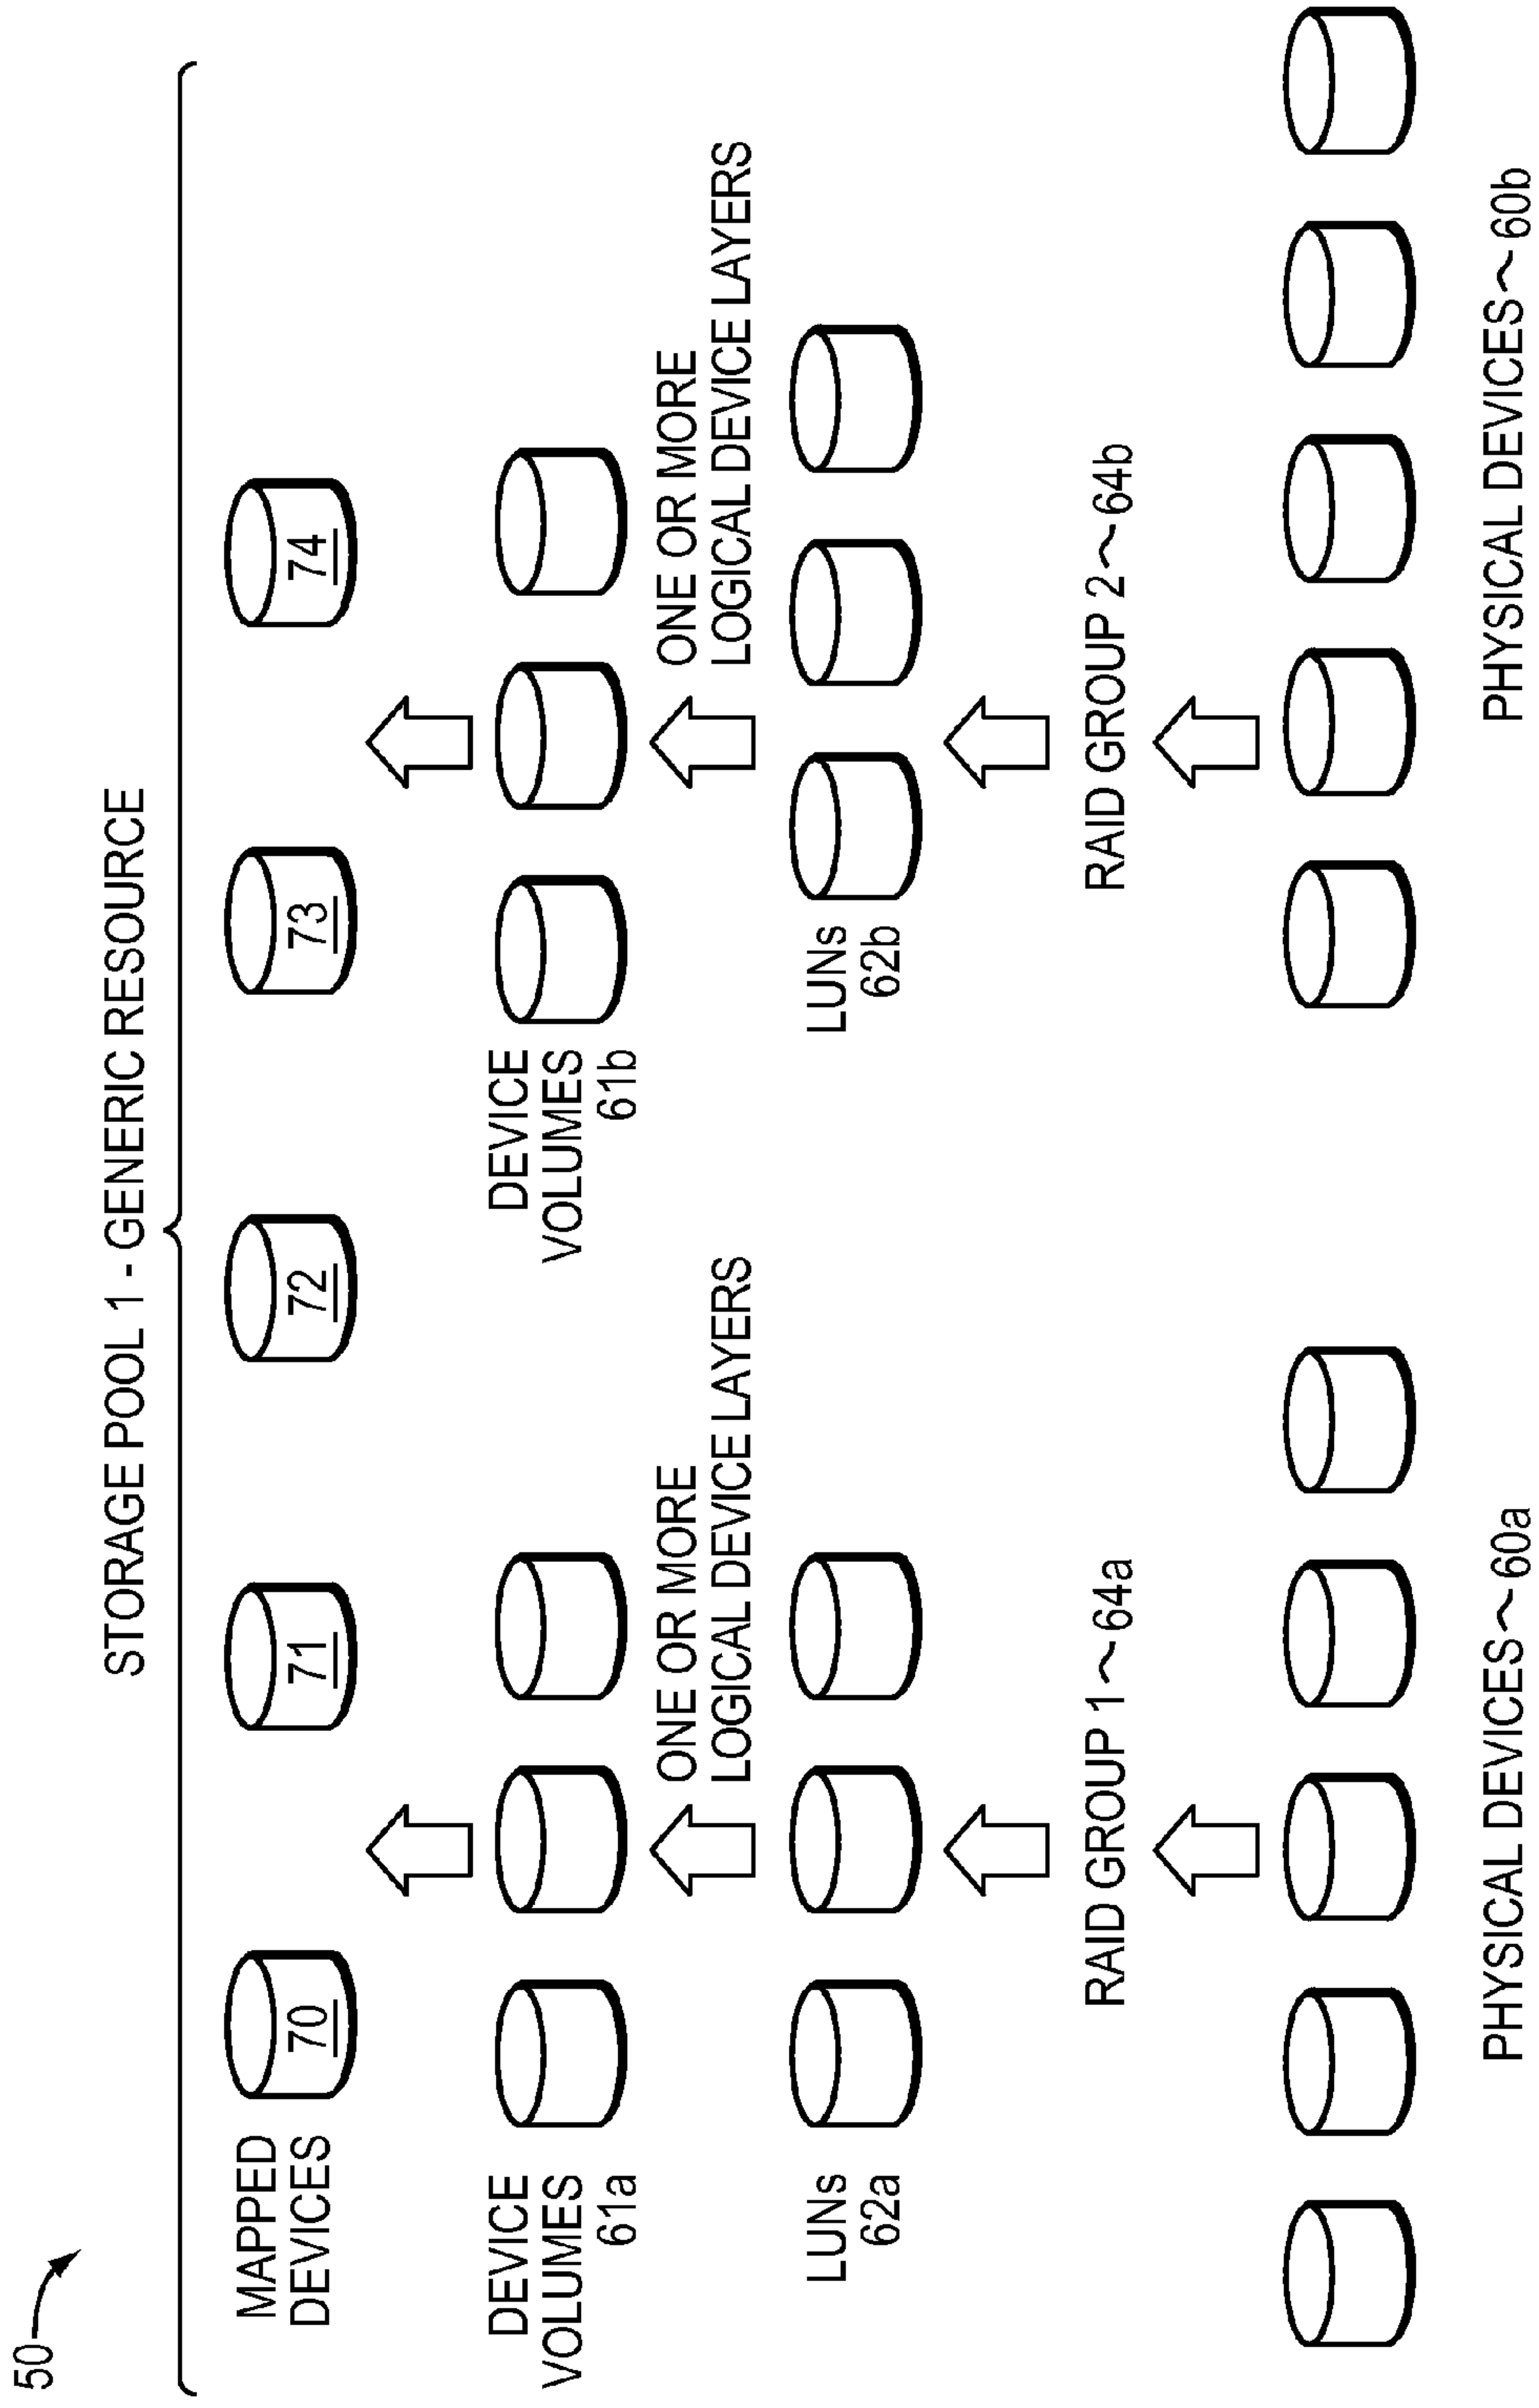 50
STORAGE POOL 1 - GENERIC RESOURCE
MAPPED
DEVICES
70
71
72
73
74
DEVICE
VOLUMES
61a
DEVICE
VOLUMES
61b
ONE OR MORE
LOGICAL DEVICE LAYERS
ONE OR MORE
LOGICAL DEVICE LAYERS
LUNs
62a
LUNs
62b
RAID GROUP 1~64a
RAID GROUP 2~64b
PHYSICAL DEVICES~60a
PHYSICAL DEVICES~60b